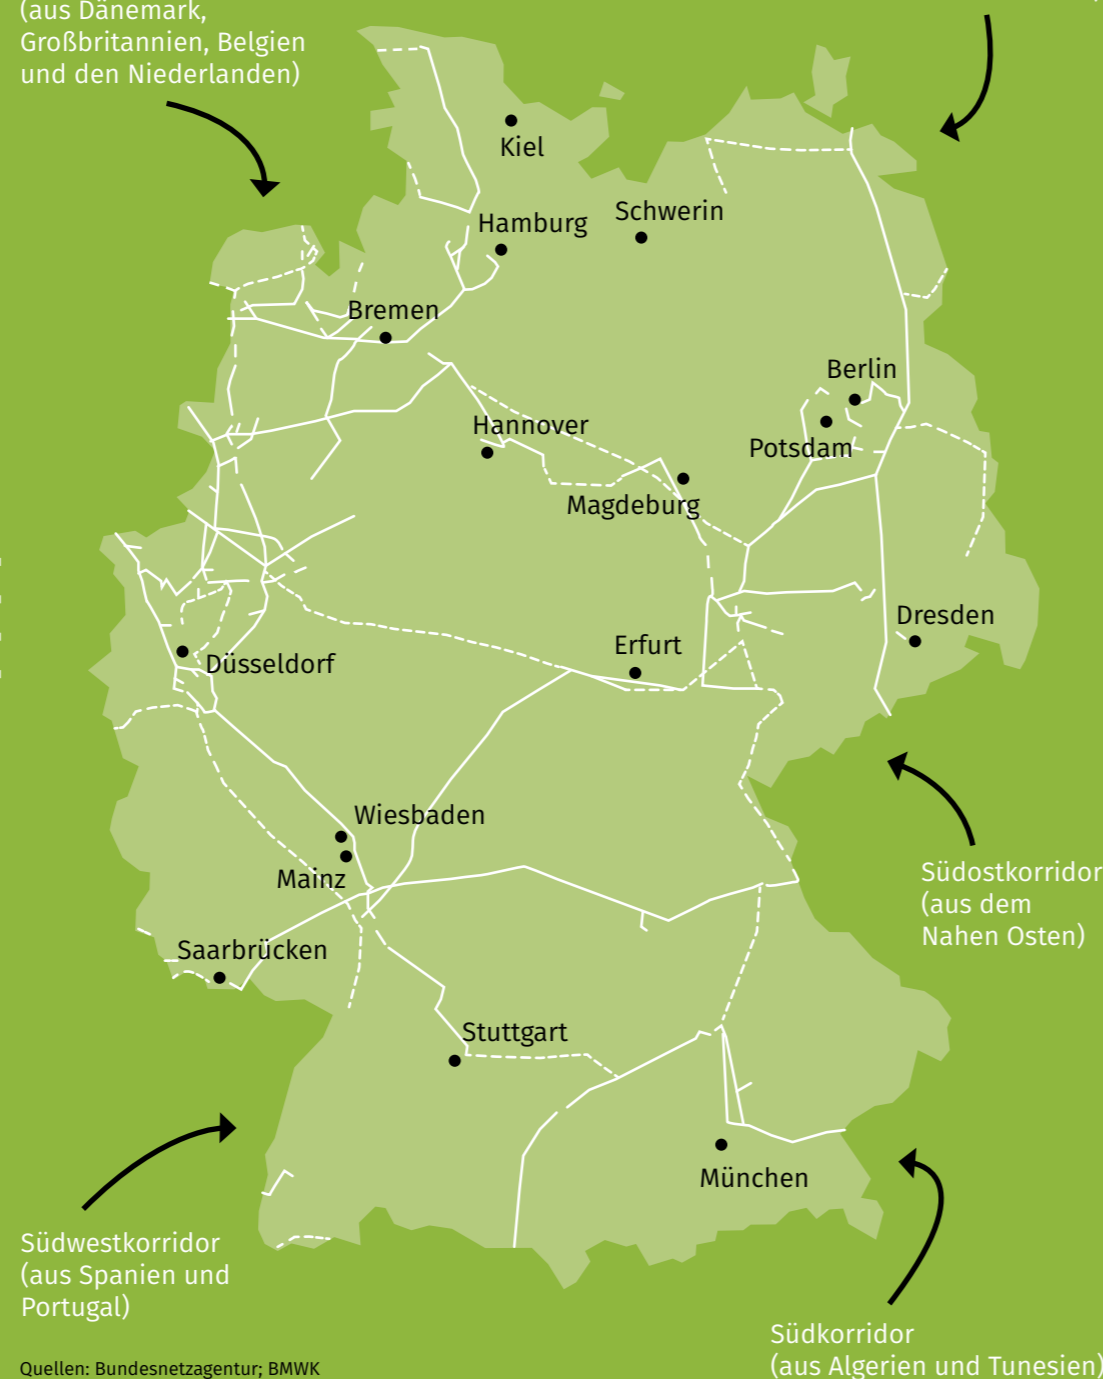 (aus Dänemark,
Großbritannien, Belgien
und den Niederlanden)
Kiel
Hamburg
Schwerin
Bremen
Berlin
Hannover
Potsdam
Magdeburg
Dresden
Erfurt
Düsseldorf
Wiesbaden
Mainz
Südostkorridor
(aus dem
Nahen Osten)
Saarbrücken
Stuttgart
München
Südwestkorridor
(aus Spanien und
Portugal)
Südkorridor
(aus Algerien und Tunesien)
Quellen: Bundesnetzagentur; BMWK